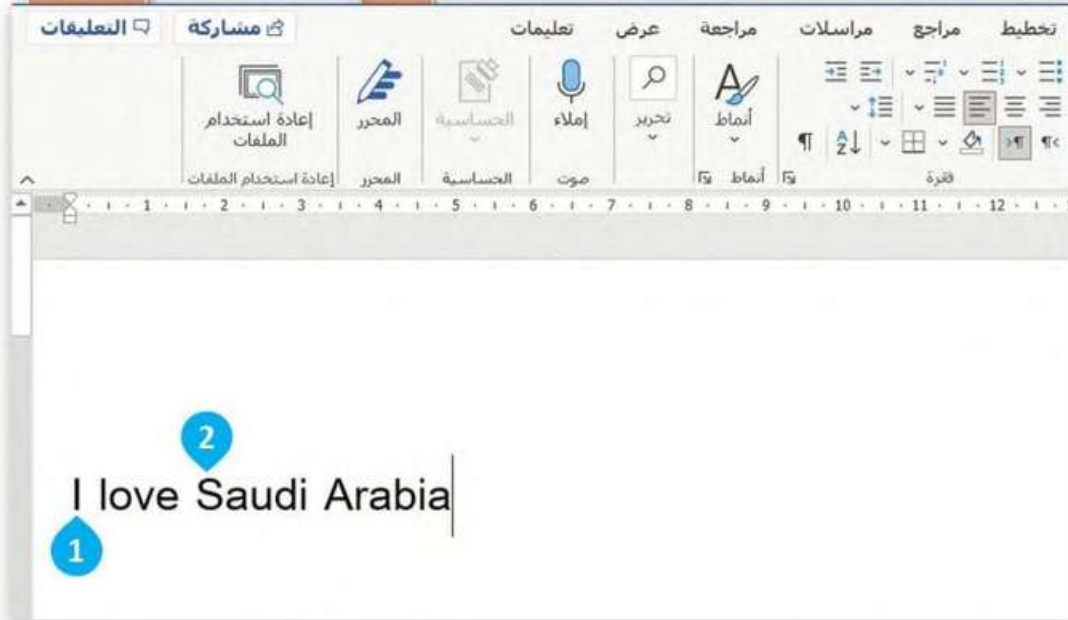 التعليقات مشاركة تعليمات عرض مراجعة مراسلات مراجع تخطيط
إعادة استخدام الملفات
المحرر
الحساسية
إملاء
تحرير
أنماط
إعادة استخدام الملفات المحرر الحساسية صوت أنماط فقرة
1 2 3 4 5 6 7 8 9 10 11 12
2
I love Saudi Arabia
1